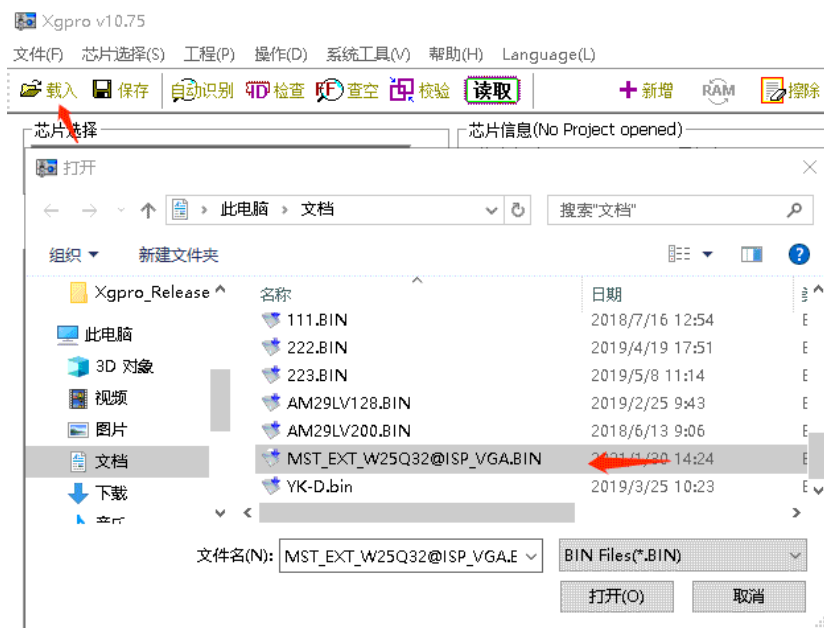 Xgpro v10.75
文件(F) 芯片选择(S) 工程(P) 操作(D) 系统工具(V) 帮助(H) Language(L)
载入 保存 自动识别 检查 查空 校验 读取 新增 RAM 擦除
芯片选择 芯片信息(No Project opened)
打开
此电脑 › 文档 搜索"文档"
组织 新建文件夹
Xgpro_Release 名称 日期
111.BIN 2018/7/16 12:54
此电脑 222.BIN 2019/4/19 17:51
3D 对象 223.BIN 2019/5/8 11:14
视频 AM29LV128.BIN 2019/2/25 9:43
图片 AM29LV200.BIN 2018/6/13 9:06
文档 MST_EXT_W25Q32@ISP_VGA.BIN 2021/1/30 14:24
下载 YK-D.bin 2019/3/25 10:23
音乐
文件名(N): MST_EXT_W25Q32@ISP_VGA.E BIN Files(*.BIN)
打开(O) 取消